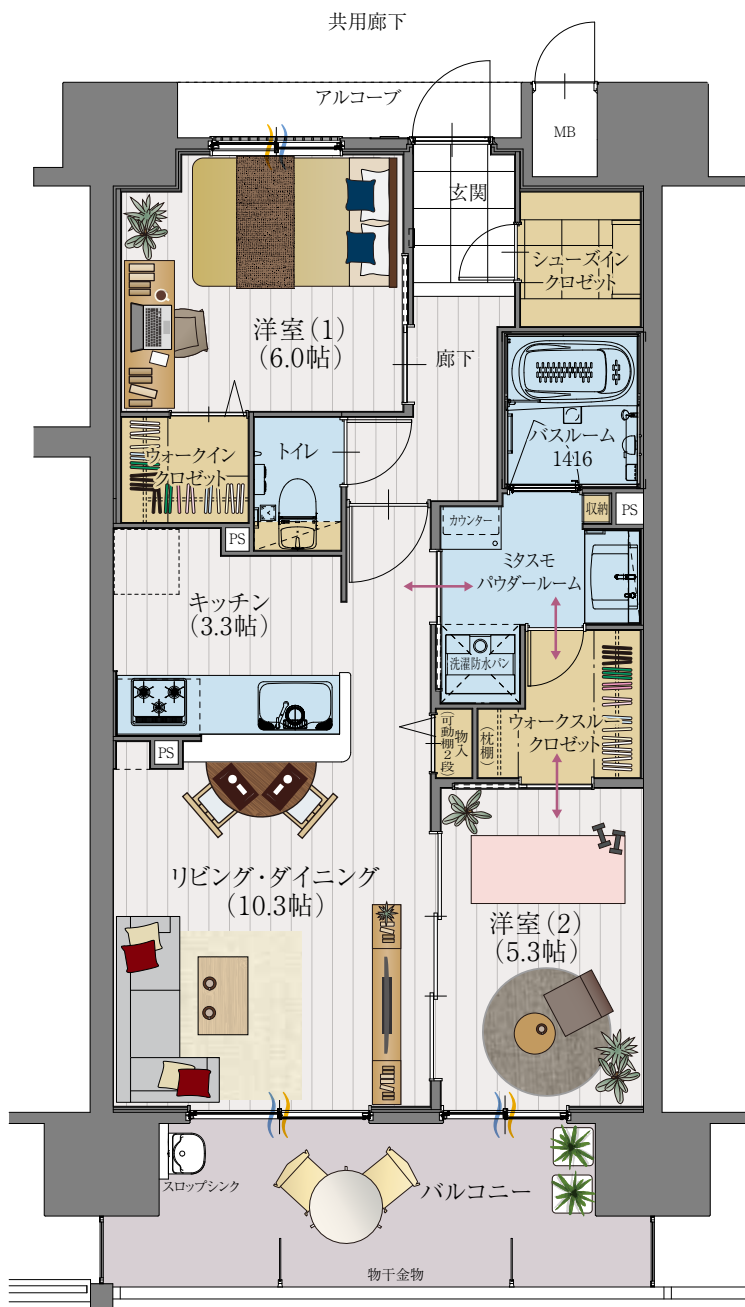 共用廊下
アルコーブ
MB
玄関
シューズイン
クロゼット
洋室(1)
(6.0帖)
廊下
バスルーム
1416
トイレ
ウォークイン
クロゼット
PS
カウンター
収納
PS
ミタスモ
パウダールーム
キッチン
(3.3帖)
洗濯防水パン
物入
(可動棚2段)
(枕棚)
ウォークスル
クロゼット
PS
リビング・ダイニング
(10.3帖)
洋室(2)
(5.3帖)
スロップシンク
バルコニー
物干金物